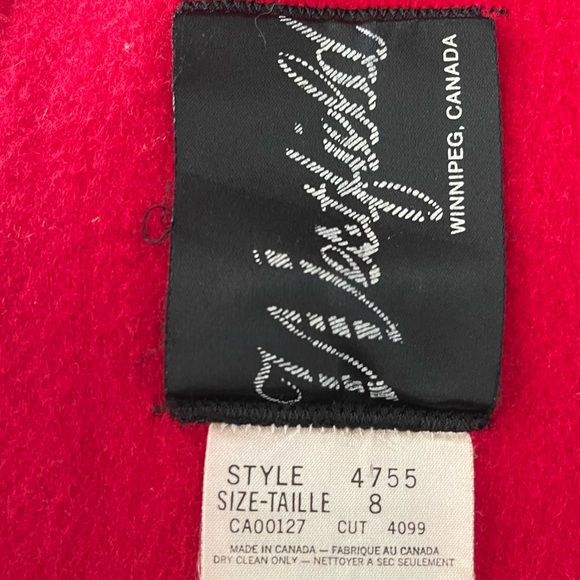 WINNIPEG, CANADA
STYLE 4755
SIZE-TAILLE 8
CA00127 CUT 4099
MADE IN CANADA — FABRIQUE AU CANADA
DRY CLEAN ONLY — NETTOYER A SEC SEULEMENT